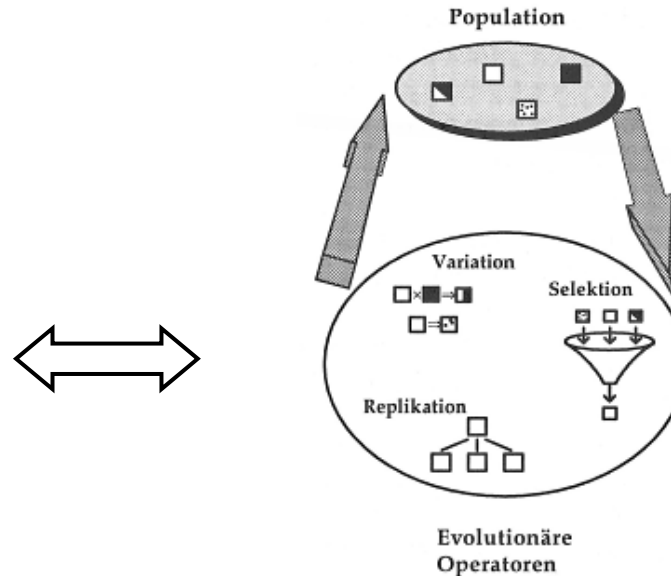 Population
Variation
Selektion
Replikation
Evolutionäre
Operatoren